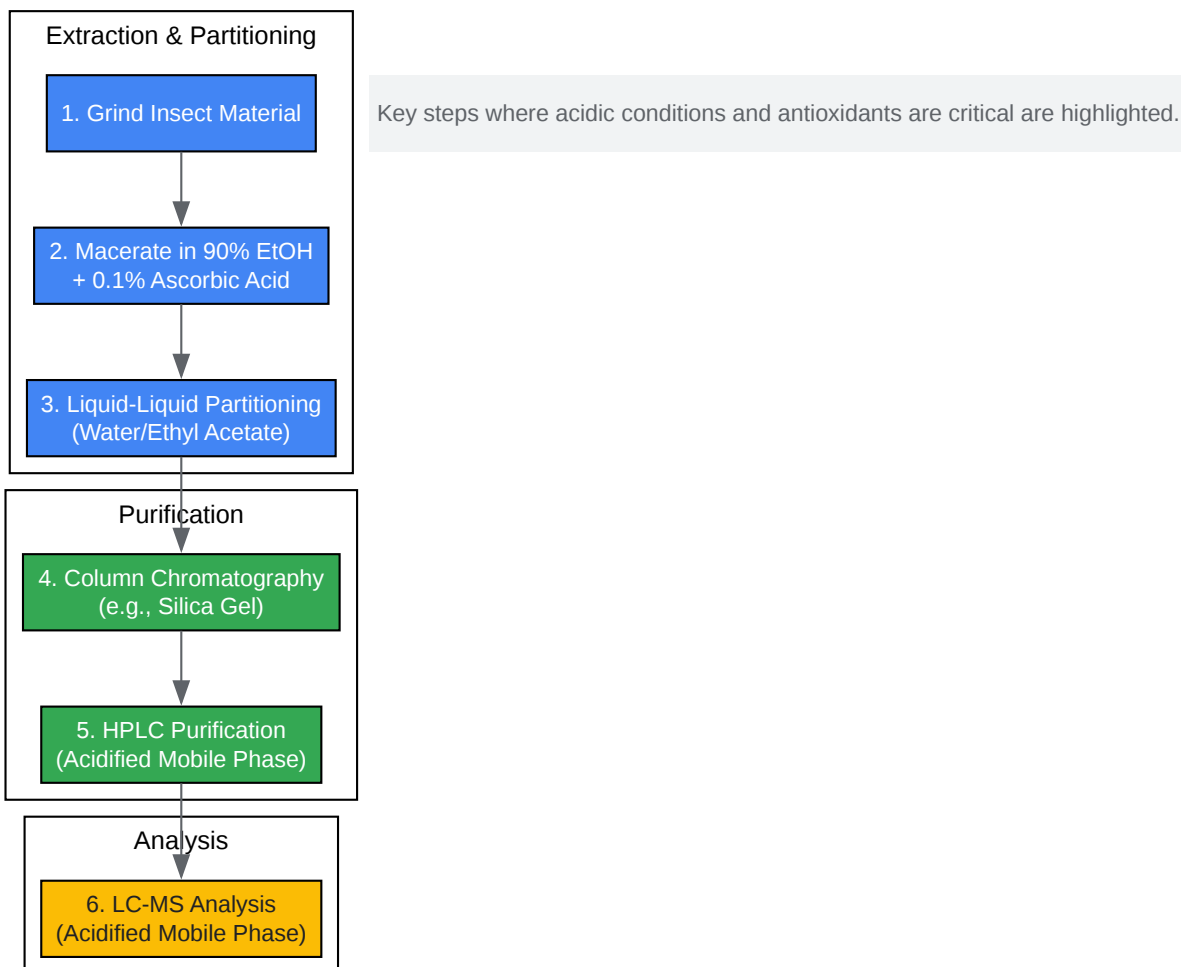 Extraction & Partitioning
1. Grind Insect Material
Key steps where acidic conditions and antioxidants are critical are highlighted.
2. Macerate in 90% EtOH
+ 0.1% Ascorbic Acid
3. Liquid-Liquid Partitioning
(Water/Ethyl Acetate)
Purification
4. Column Chromatography
(e.g., Silica Gel)
5. HPLC Purification
(Acidified Mobile Phase)
Analysis
6. LC-MS Analysis
(Acidified Mobile Phase)